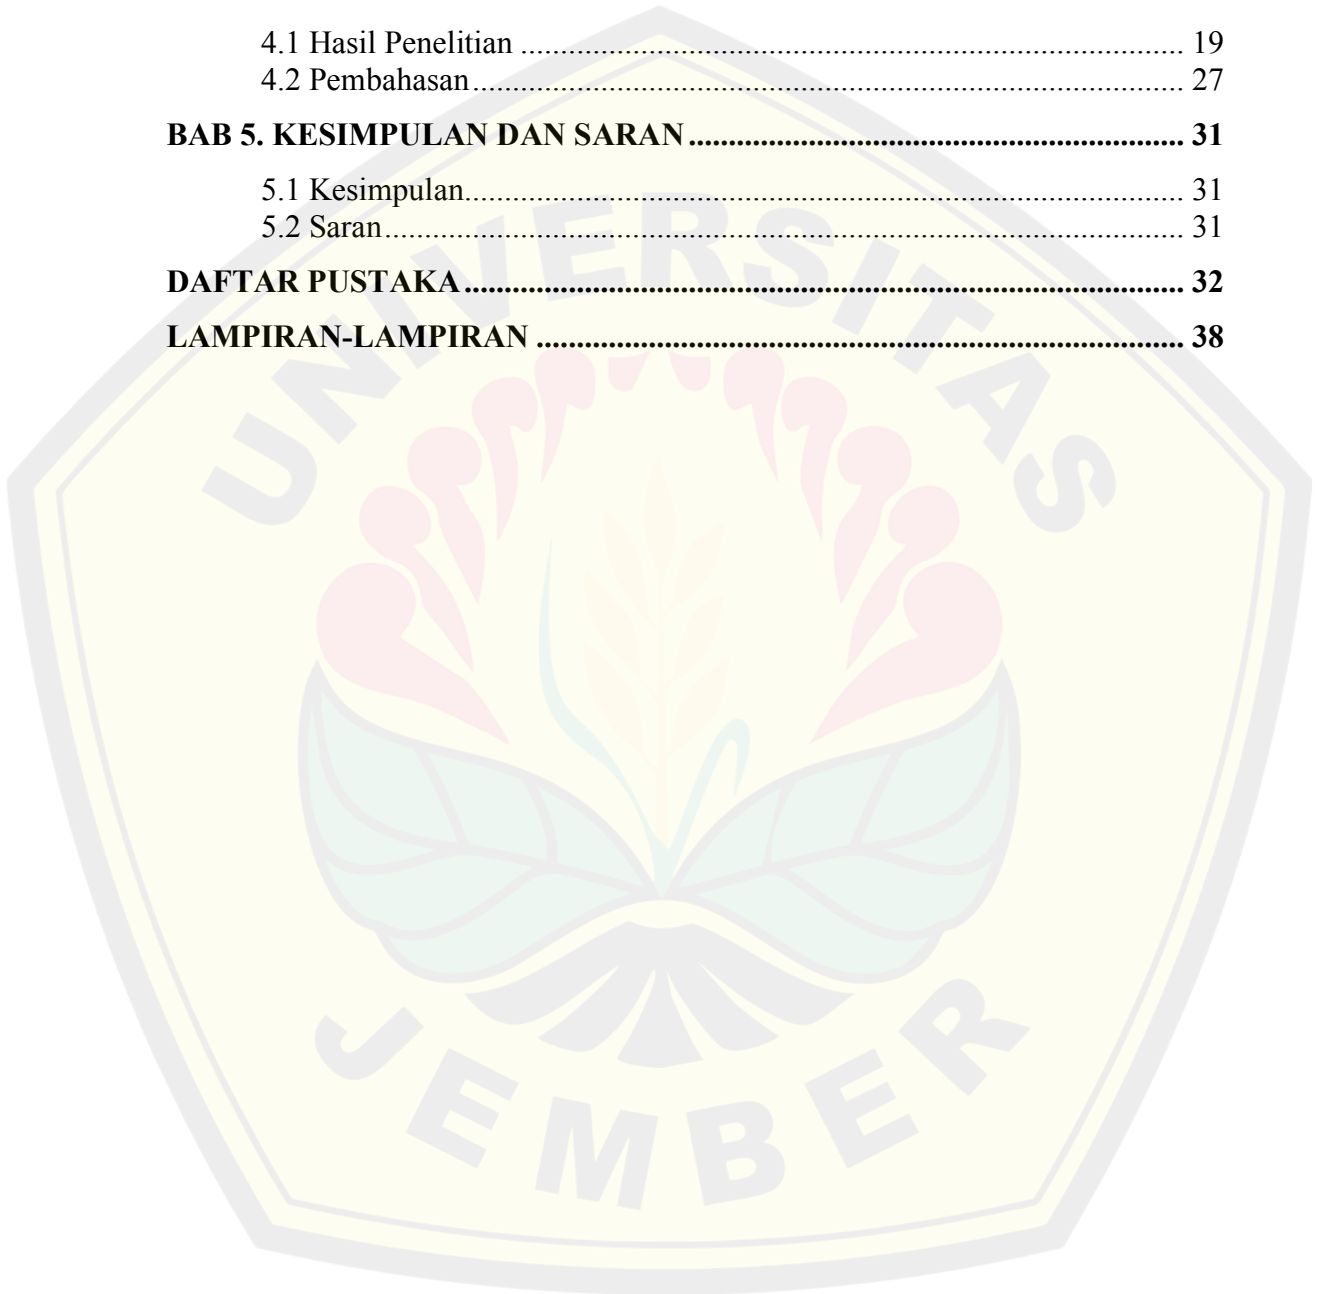 4.1 Hasil Penelitian ................................................................................... 19
4.2 Pembahasan ......................................................................................... 27
BAB 5. KESIMPULAN DAN SARAN .............................................................. 31
5.1 Kesimpulan .......................................................................................... 31
5.2 Saran .................................................................................................... 31
DAFTAR PUSTAKA .......................................................................................... 32
LAMPIRAN-LAMPIRAN ................................................................................. 38
UNIVERSITAS
JEMBER